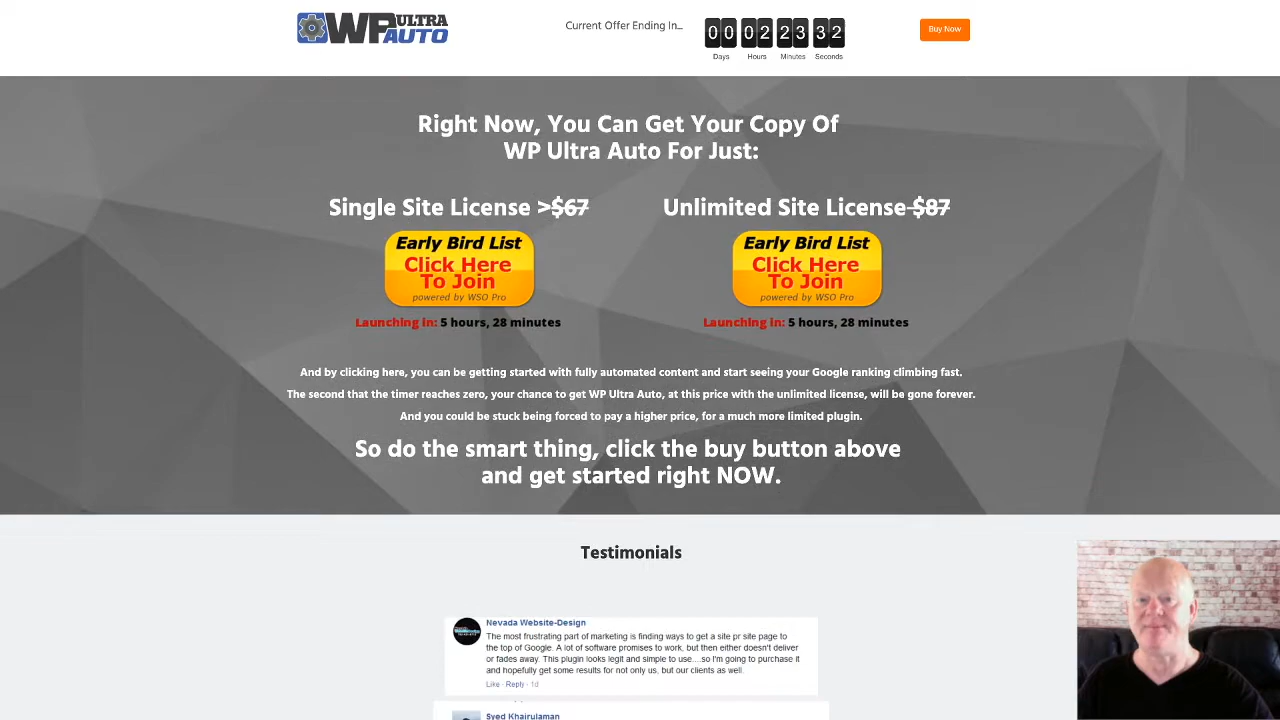 WP ULTRA AUTO
Current Offer Ending In...
00 02 23 32
Days Hours Minutes Seconds
Buy Now
Right Now, You Can Get Your Copy Of
WP Ultra Auto For Just:
Single Site License >$67
Unlimited Site License $87
Early Bird List
Click Here
To Join
powered by WSO Pro
Launching in: 5 hours, 28 minutes
Early Bird List
Click Here
To Join
powered by WSO Pro
Launching in: 5 hours, 28 minutes
And by clicking here, you can be getting started with fully automated content and start seeing your Google ranking climbing fast.
The second that the timer reaches zero, your chance to get WP Ultra Auto, at this price with the unlimited license, will be gone forever.
And you could be stuck being forced to pay a higher price, for a much more limited plugin.
So do the smart thing, click the buy button above
and get started right NOW.
Testimonials
Nevada Website-Design
The most frustrating part of marketing is finding ways to get a site pr site page to
the top of Google. A lot of software promises to work, but then either doesn't deliver
or fades away. This plugin looks legit and simple to use....so I'm going to purchase it
and hopefully get some results for not only us, but our clients as well.
Like · Reply · 1d
Syed Khairulaman